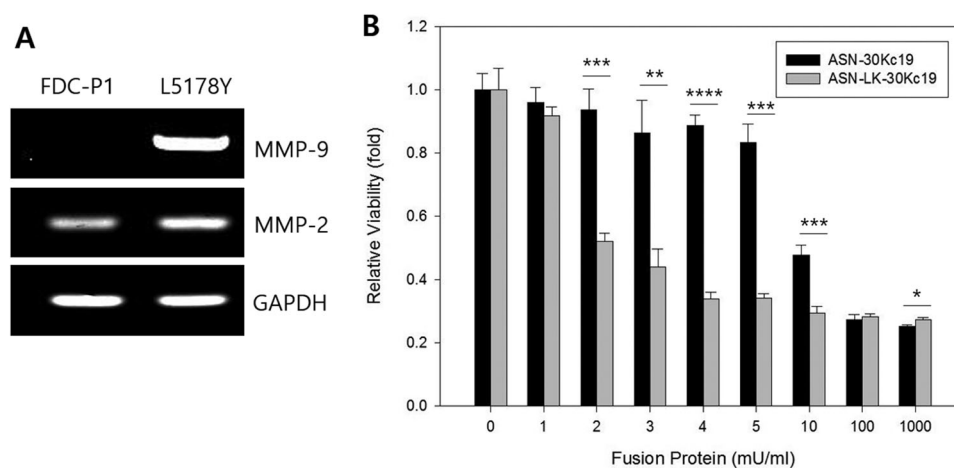 A
FDC-P1 L5178Y
MMP-9
MMP-2
GAPDH
B
Relative Viability (fold)
1.2
1.0
0.8
0.6
0.4
0.2
0.0
ASN-30Kc19
ASN-LK-30Kc19
*** ** **** *** *** *
0 1 2 3 4 5 10 100 1000
Fusion Protein (mU/ml)